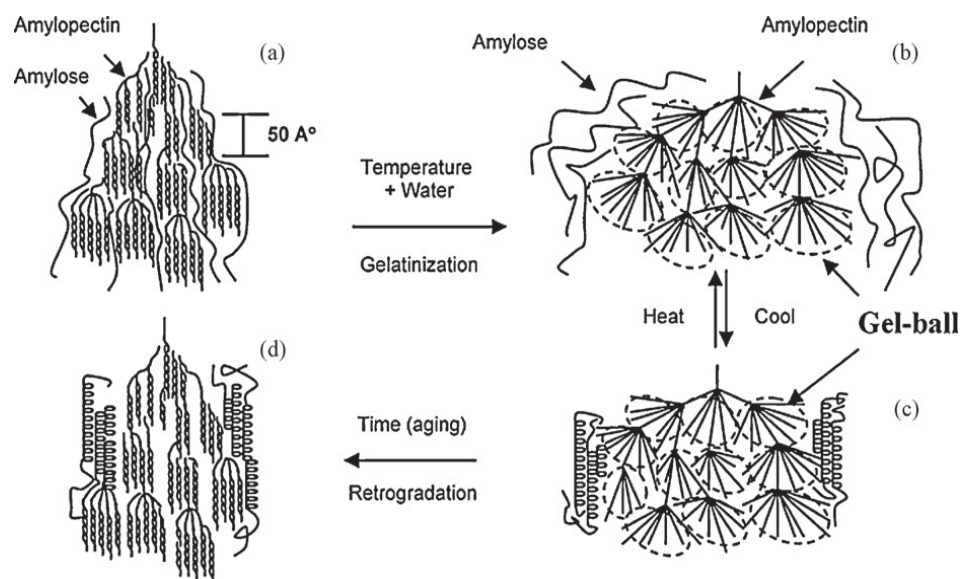 Amylopectin
(a)
Amylose
50 A°
Temperature
+ Water
Gelatinization
Amylose
Amylopectin
(b)
Heat
Cool
Gel-ball
(d)
(c)
Time (aging)
Retrogradation